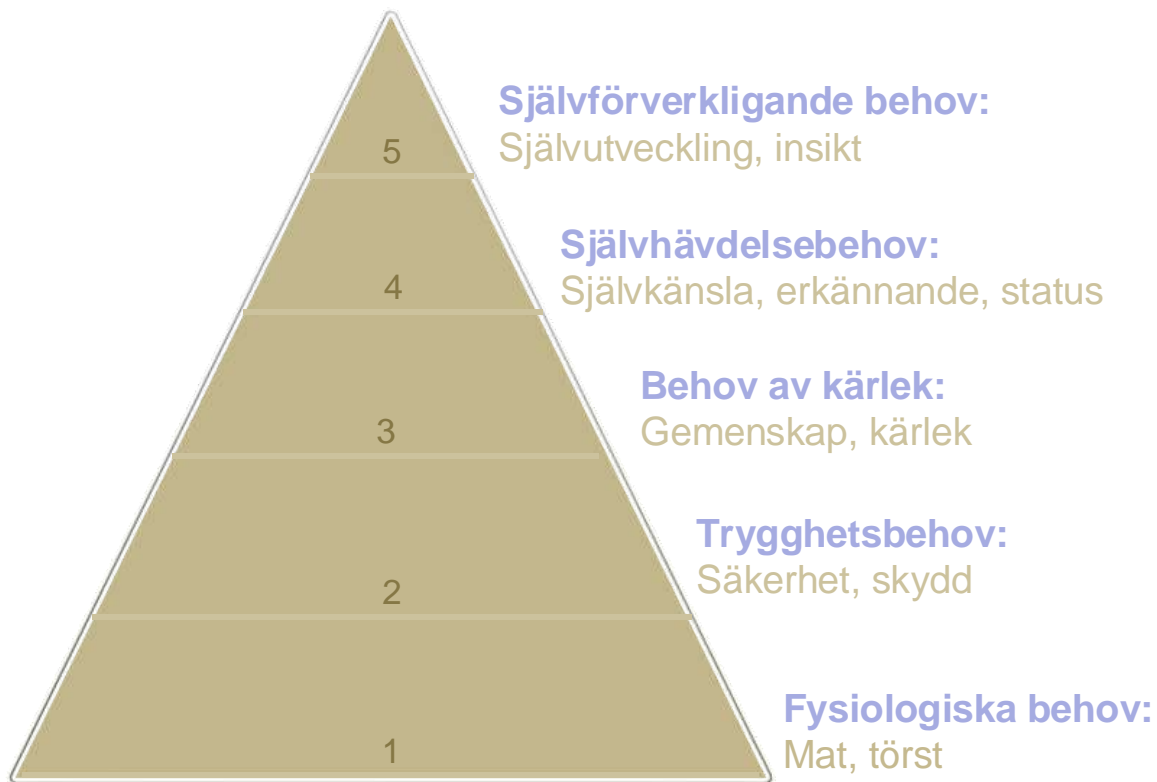 Självförverkligande behov:
Självutveckling, insikt
5
Självhävdelsebehov:
Självkänsla, erkännande, status
4
Behov av kärlek:
Gemenskap, kärlek
3
Trygghetsbehov:
Säkerhet, skydd
2
Fysiologiska behov:
Mat, törst
1